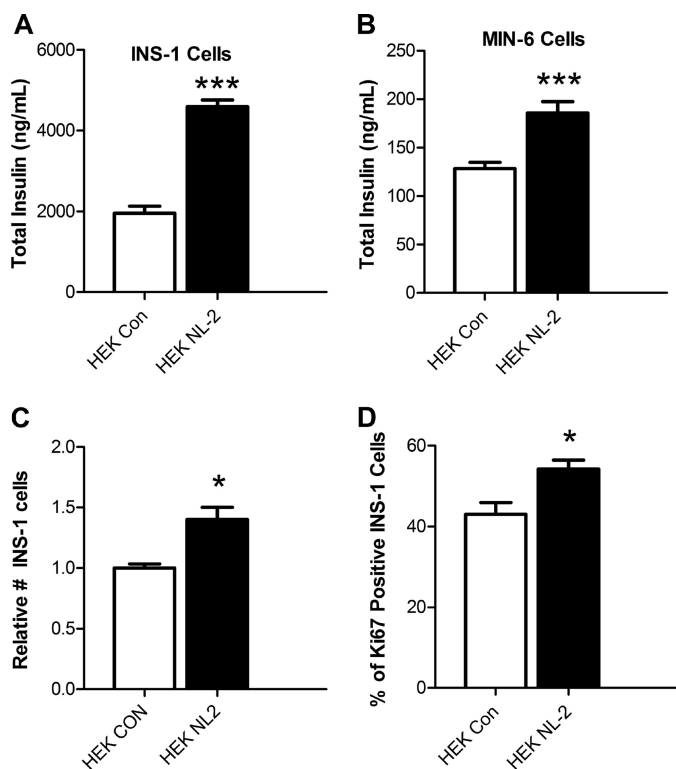 A
INS-1 Cells
Total Insulin (ng/mL)
6000
4000
2000
0
***
HEK Con
HEK NL-2
B
MIN-6 Cells
Total Insulin (ng/mL)
250
200
150
100
50
0
***
HEK Con
HEK NL-2
C
Relative # INS-1 cells
2.0
1.5
1.0
0.5
0.0
*
HEK CON
HEK NL2
D
% of Ki67 Positive INS-1 Cells
60
40
20
0
*
HEK Con
HEK NL-2